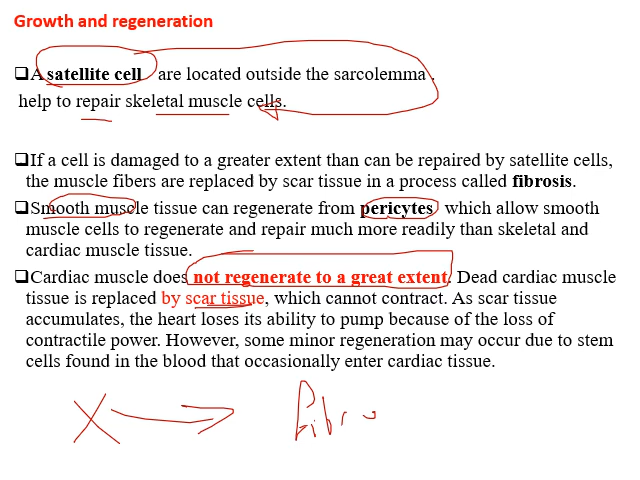 Growth and regeneration
❑A satellite cell are located outside the sarcolemma .
help to repair skeletal muscle cells.
❑If a cell is damaged to a greater extent than can be repaired by satellite cells,
the muscle fibers are replaced by scar tissue in a process called fibrosis.
❑Smooth muscle tissue can regenerate from pericytes, which allow smooth
muscle cells to regenerate and repair much more readily than skeletal and
cardiac muscle tissue.
❑Cardiac muscle does not regenerate to a great extent. Dead cardiac muscle
tissue is replaced by scar tissue, which cannot contract. As scar tissue
accumulates, the heart loses its ability to pump because of the loss of
contractile power. However, some minor regeneration may occur due to stem
cells found in the blood that occasionally enter cardiac tissue.